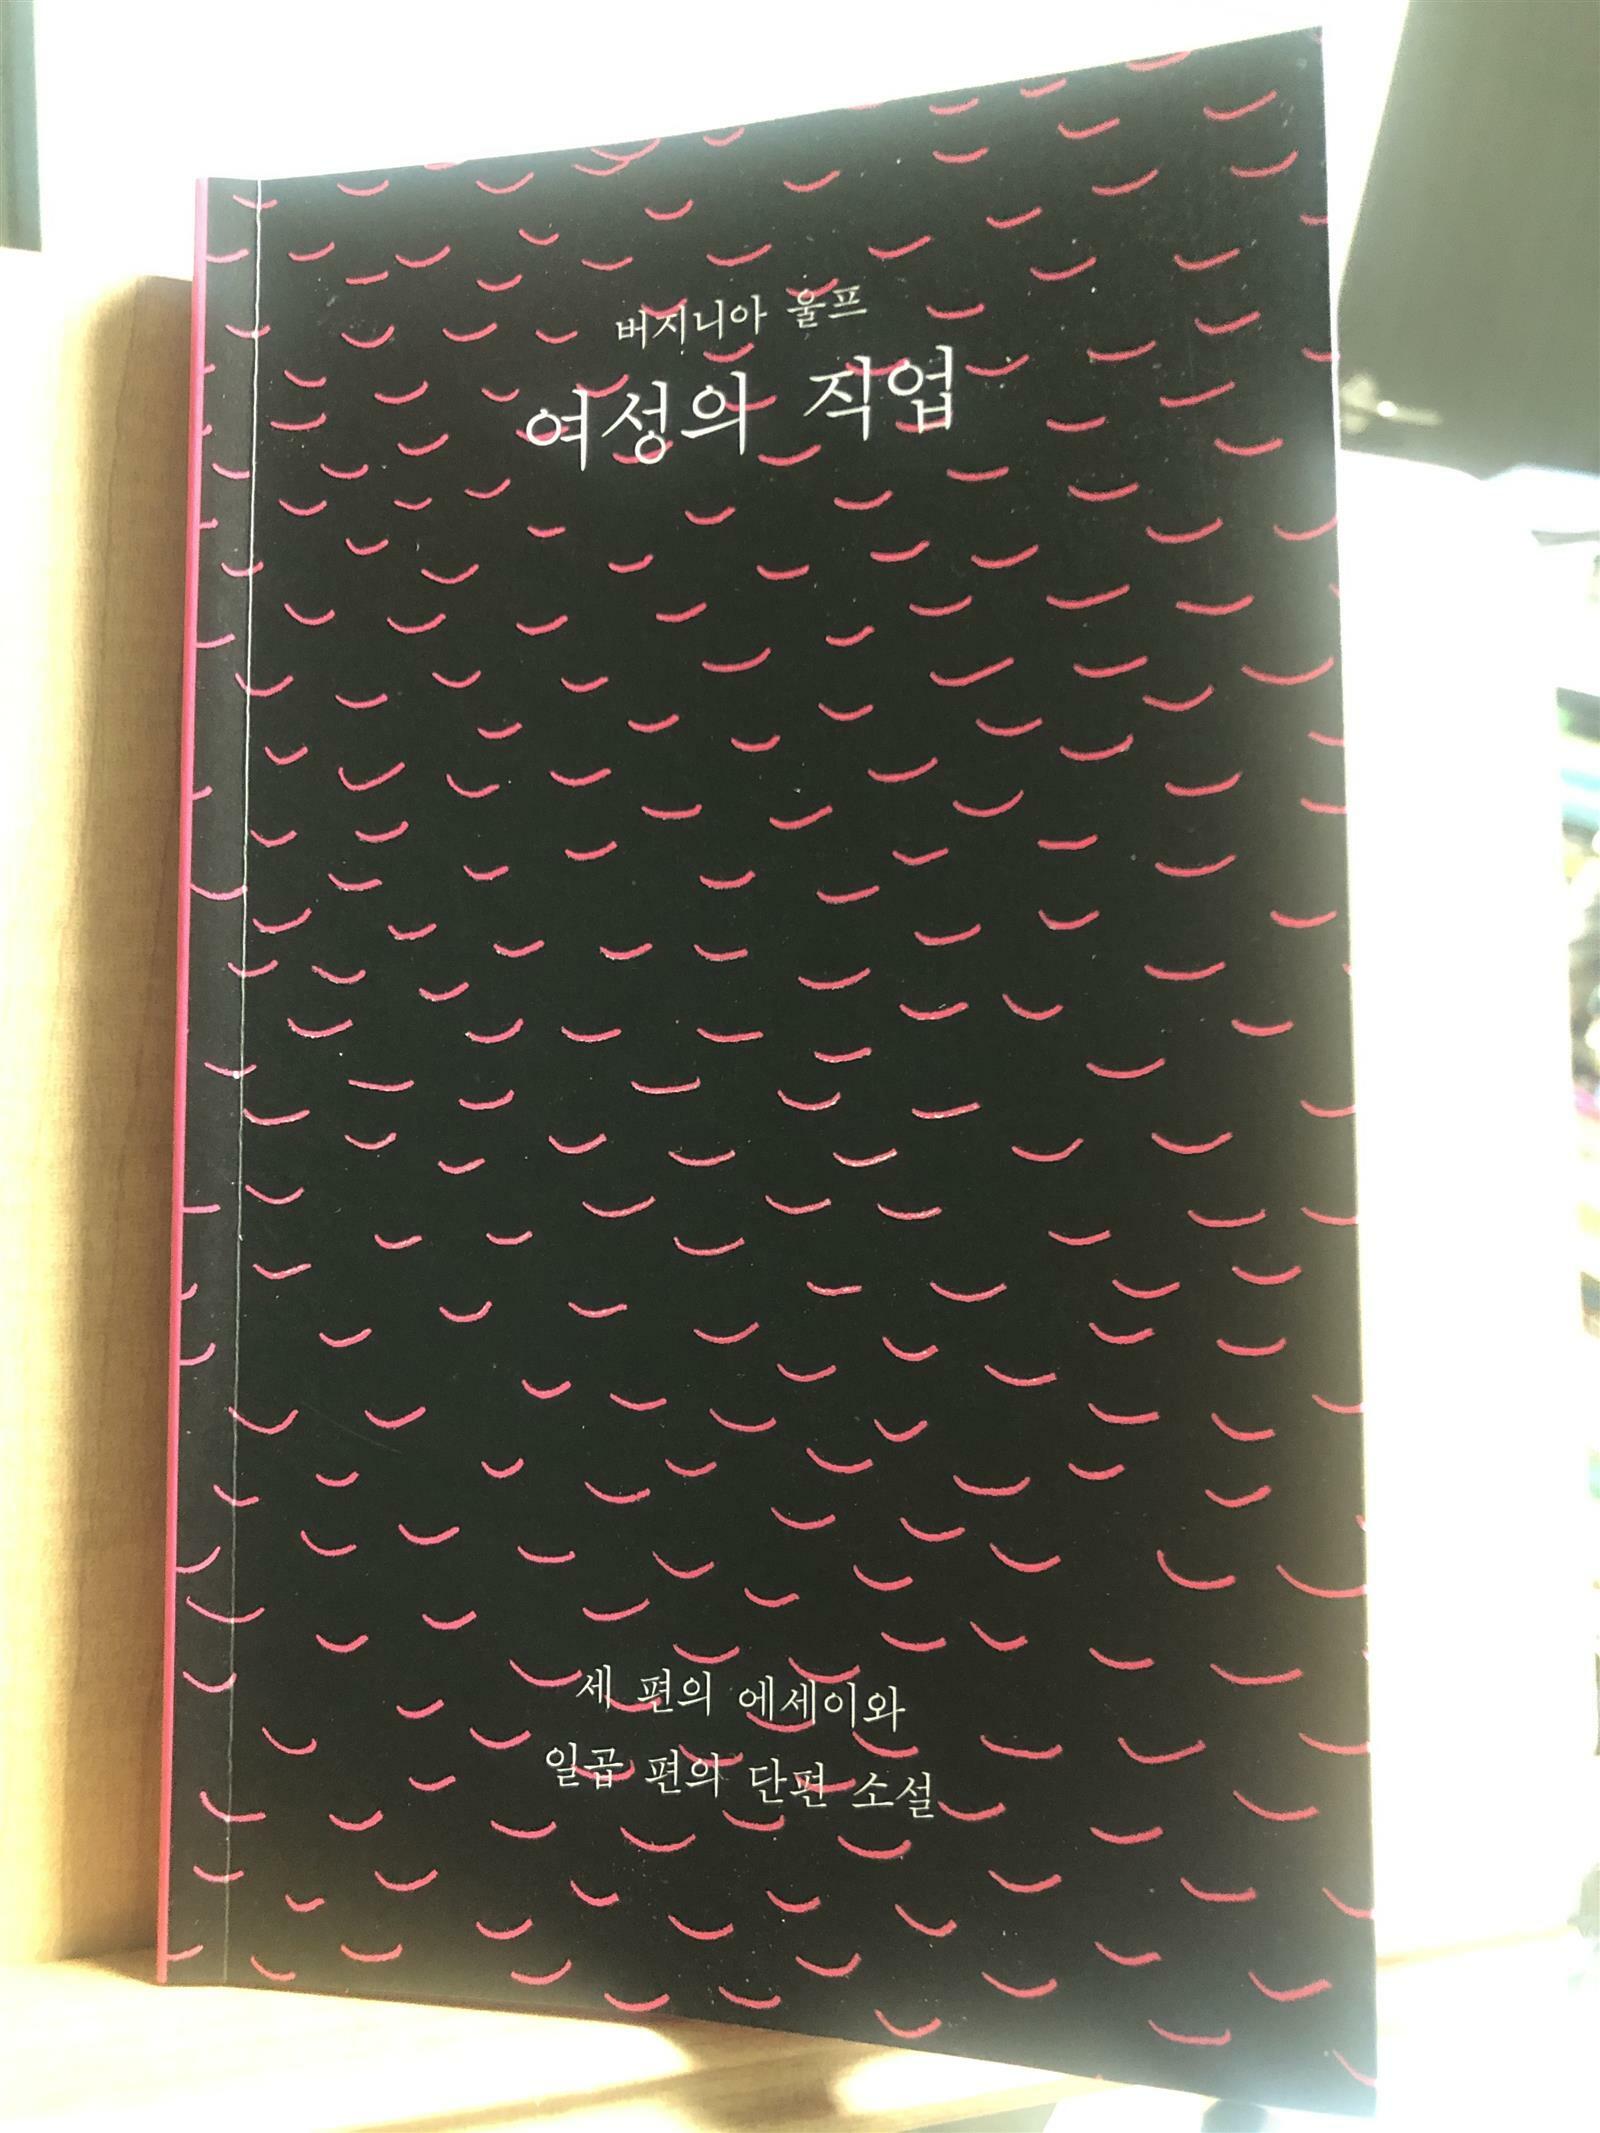 버지니아 울프
여성의 직업
세 편의 에세이와
일곱 편의 단편 소설